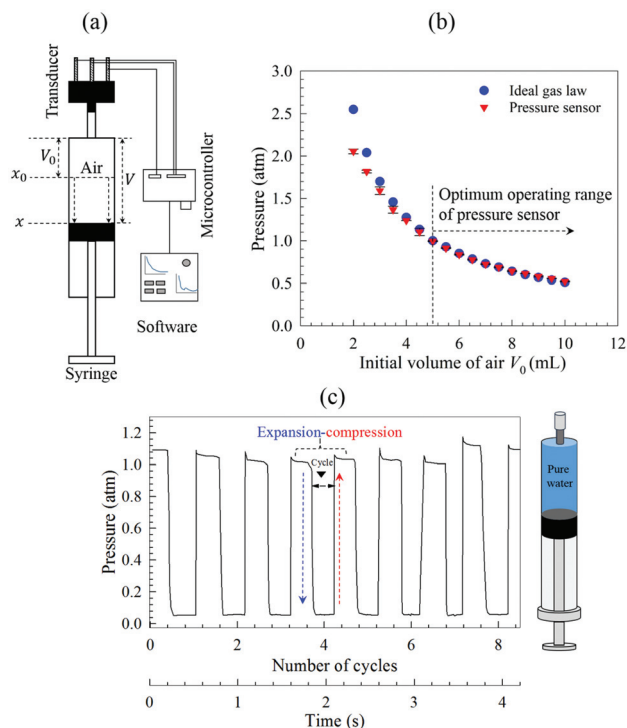 (a)
Transducer
V₀
Air
V
x₀
x
Microcontroller
Software
Syringe
(b)
3.0
2.5
2.0
1.5
1.0
0.5
0.0
Pressure (atm)
Ideal gas law
Pressure sensor
Optimum operating range
of pressure sensor
0 2 4 6 8 10 12
Initial volume of air V₀ (mL)
(c)
1.2
1.0
0.8
0.6
0.4
0.2
0.0
Pressure (atm)
Expansion-compression
Cycle
0 2 4 6 8
Number of cycles
0 1 2 3 4
Time (s)
Pure
water